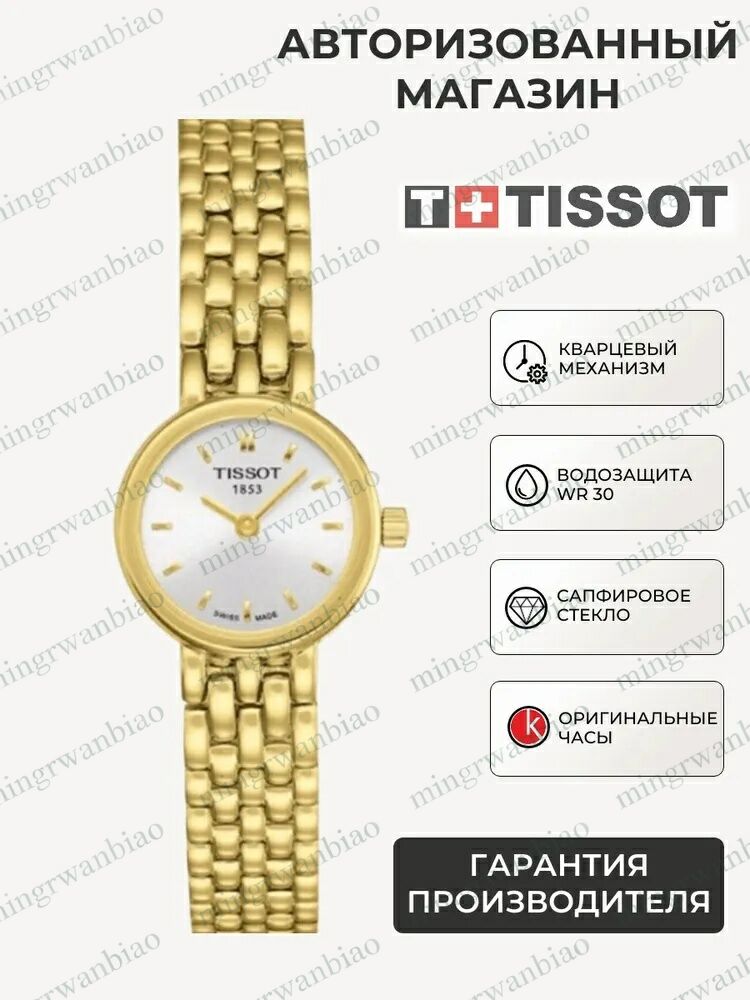 АВТОРИЗОВАННЫЙ
МАГАЗИН
T+TISSOT
КВАРЦЕВЫЙ
МЕХАНИЗМ
ВОДОЗАЩИТА
WR 30
САПФИРОВОЕ
СТЕКЛО
k ОРИГИНАЛЬНЫЕ
ЧАСЫ
ГАРАНТИЯ
ПРОИЗВОДИТЕЛЯ
TISSOT
1853
SWISS MADE
mingrwanbiao